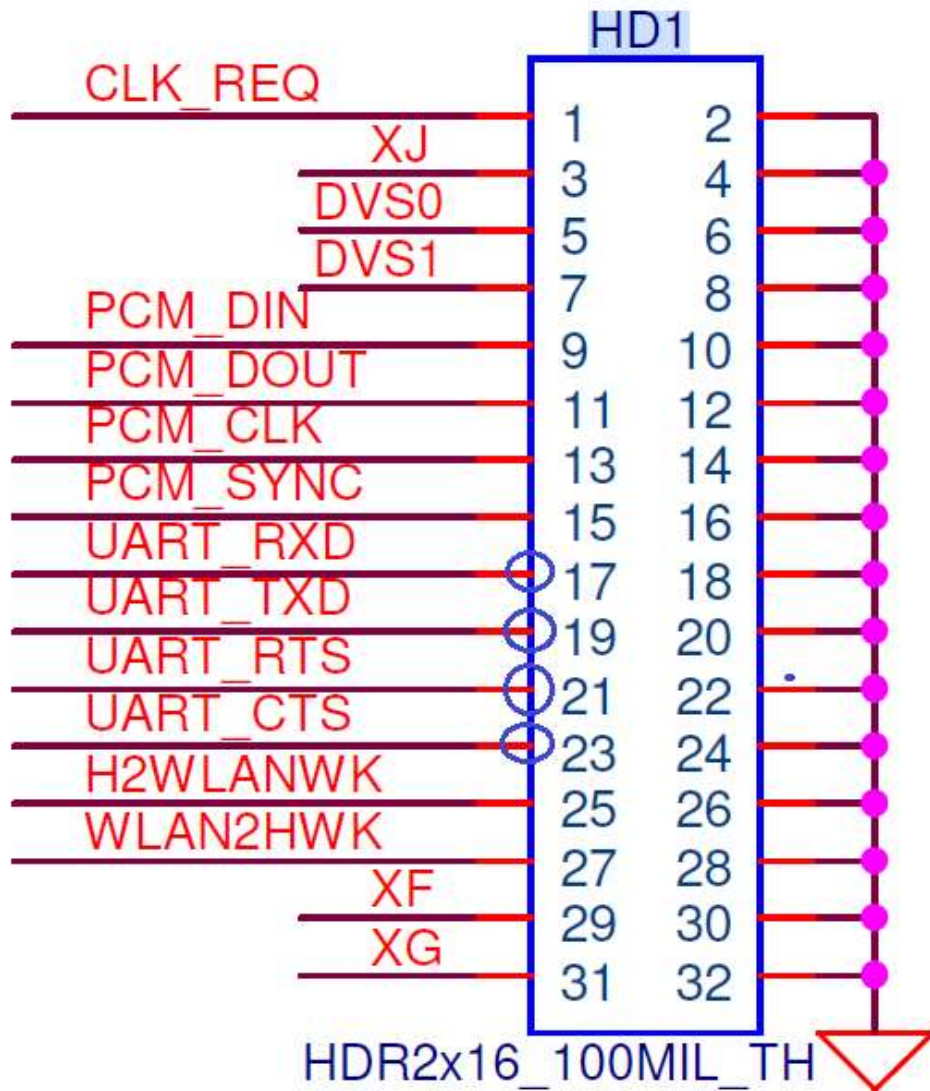 HD1
CLK_REQ 1 2
XJ 3 4
DVS0 5 6
DVS1 7 8
PCM_DIN 9 10
PCM_DOUT 11 12
PCM_CLK 13 14
PCM_SYNC 15 16
UART_RXD 17 18
UART_TXD 19 20
UART_RTS 21 22
UART_CTS 23 24
H2WLANWK 25 26
WLAN2HWK 27 28
XF 29 30
XG 31 32
HDR2x16_100MIL_TH